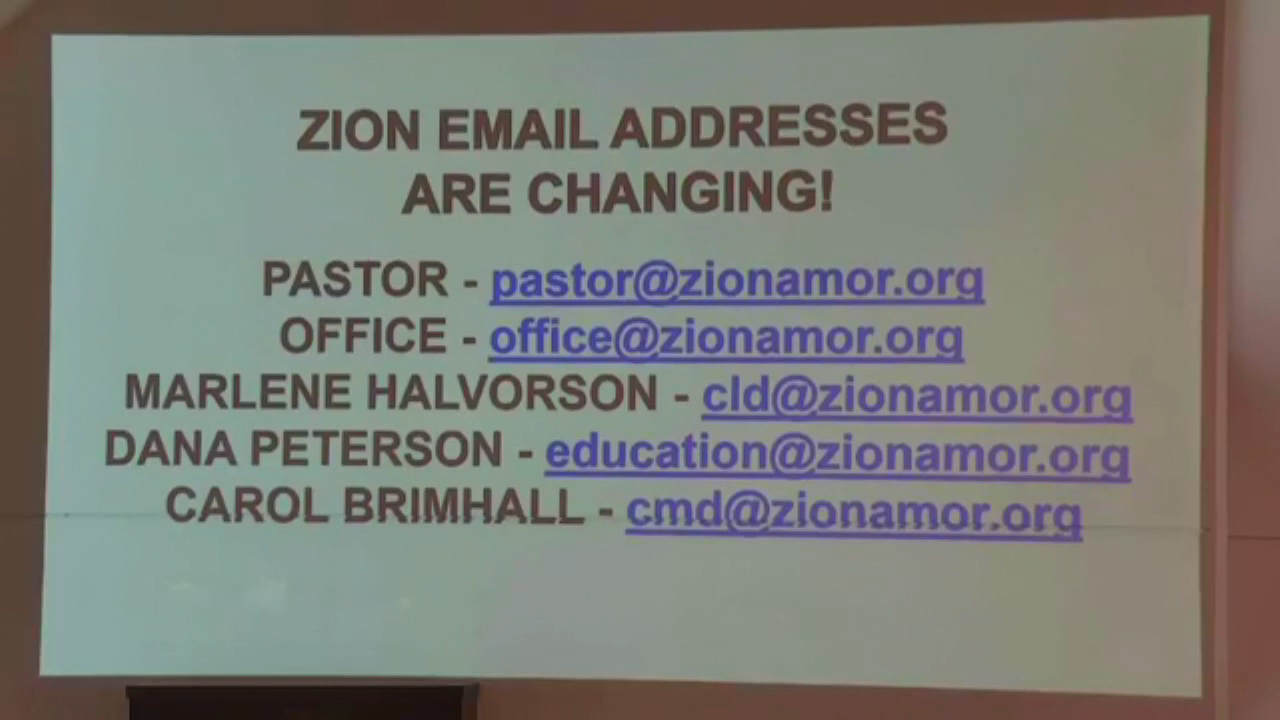 ZION EMAIL ADDRESSES
ARE CHANGING!
PASTOR - pastor@zionamor.org
OFFICE - office@zionamor.org
MARLENE HALVORSON - cld@zionamor.org
DANA PETERSON - education@zionamor.org
CAROL BRIMHALL - cmd@zionamor.org